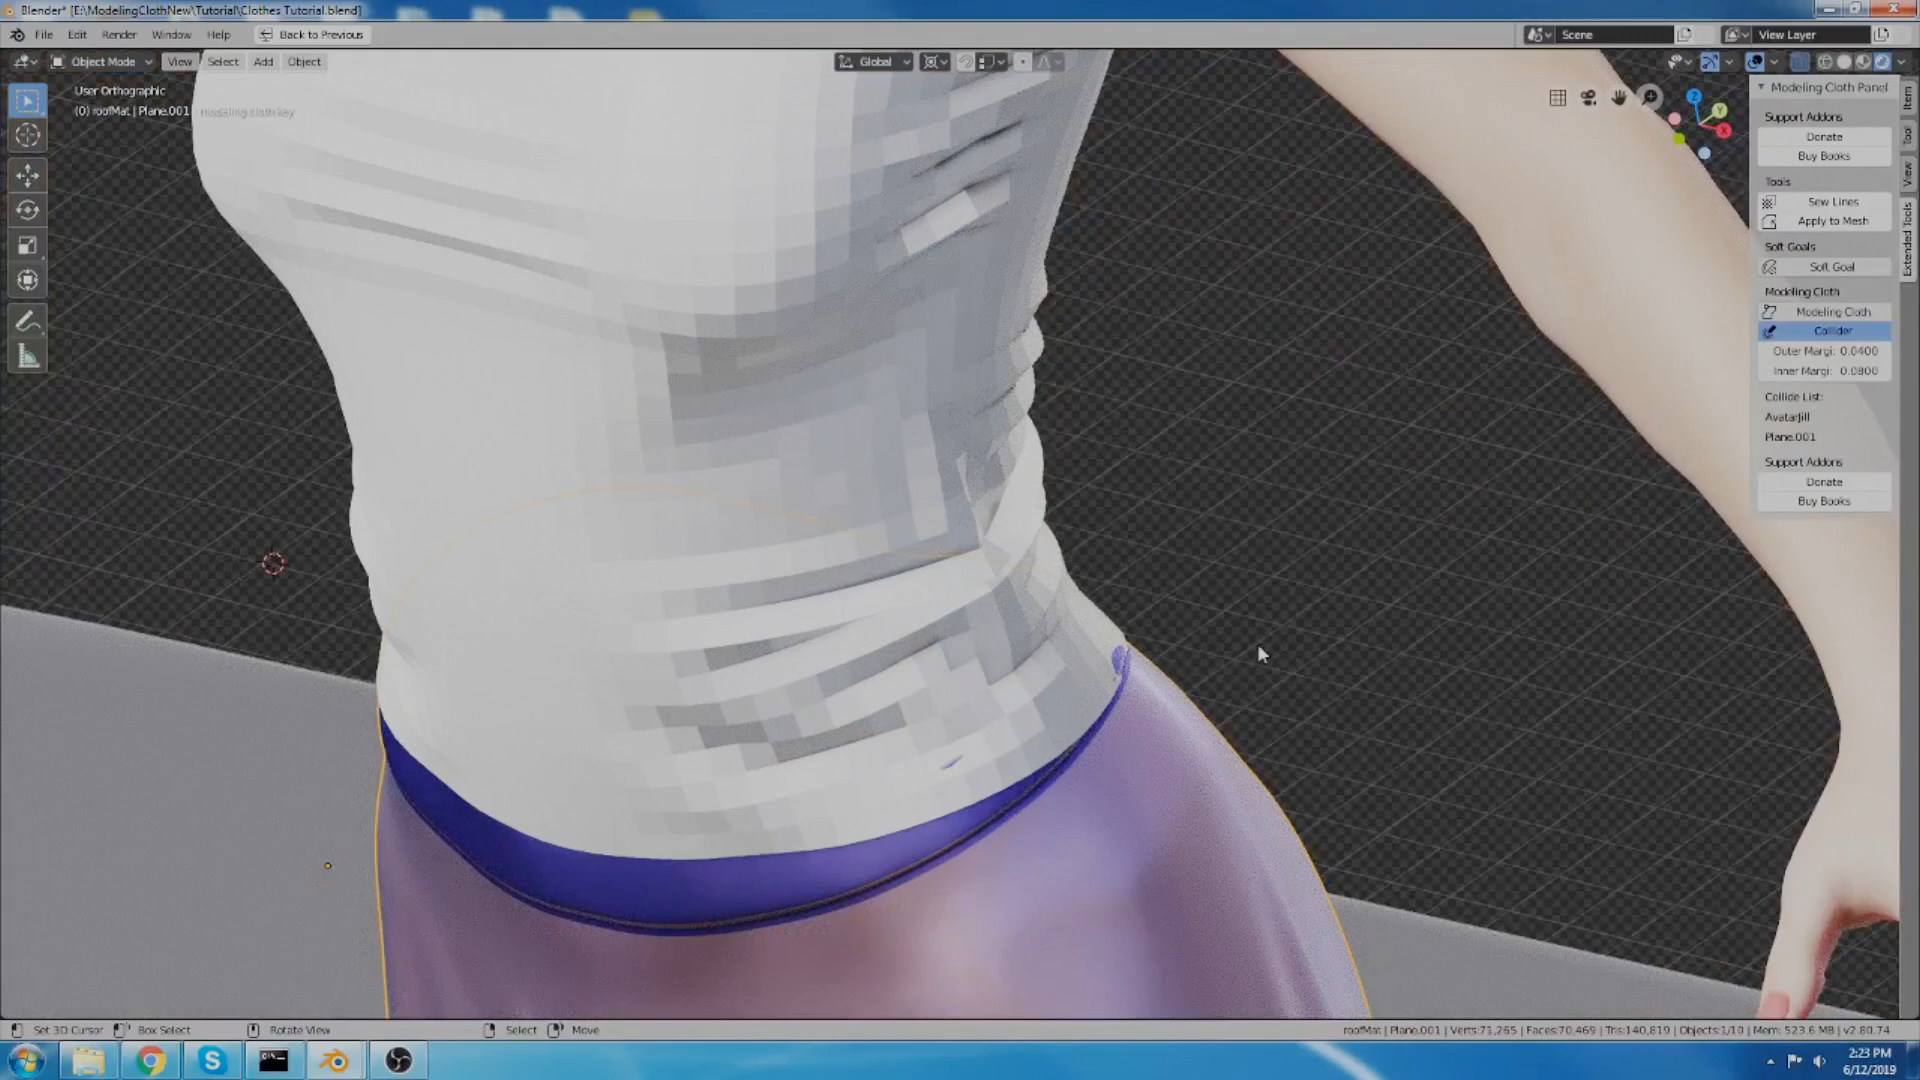 Blender* [E:\ModelingClothNew\Tutorial\Clothes Tutorial.blend]
File Edit Render Window Help Back to Previous
Scene View Layer
Object Mode View Select Add Object Global
User Orthographic
(0) roofMat | Plane.001 modeling cloth key
Z
Y
X
Modeling Cloth Panel
Support Addons
Donate
Buy Books
Tools
Sew Lines
Apply to Mesh
Soft Goals
Soft Goal
Modeling Cloth
Modeling Cloth
Collider
Outer Margi: 0.0400
Inner Margi: 0.0800
Collide List:
AvatarJill
Plane.001
Support Addons
Donate
Buy Books
Item
Tool
View
Extended Tools
Set 3D Cursor Box Select Rotate View Select Move
roofMat | Plane.001 | Verts:71,265 | Faces:70,469 | Tris:140,819 | Objects:1/10 | Mem: 523.6 MB | v2.80.74
2:23 PM
6/12/2019